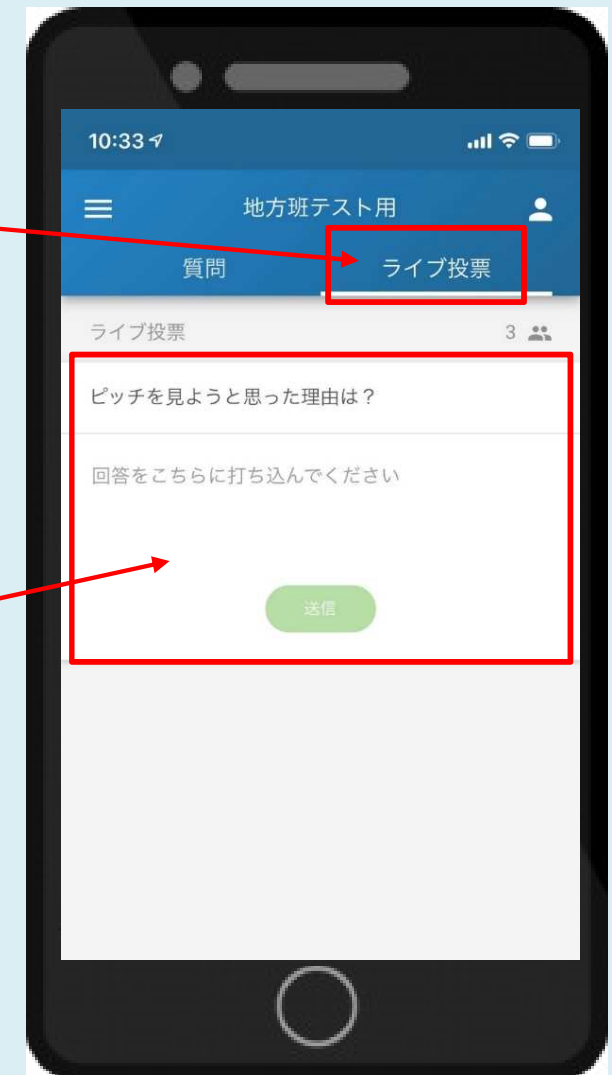 10:33
地方班テスト用
質問 ライブ投票
ライブ投票 3
ピッチを見ようと思った理由は？
回答をこちらに打ち込んでください
送信